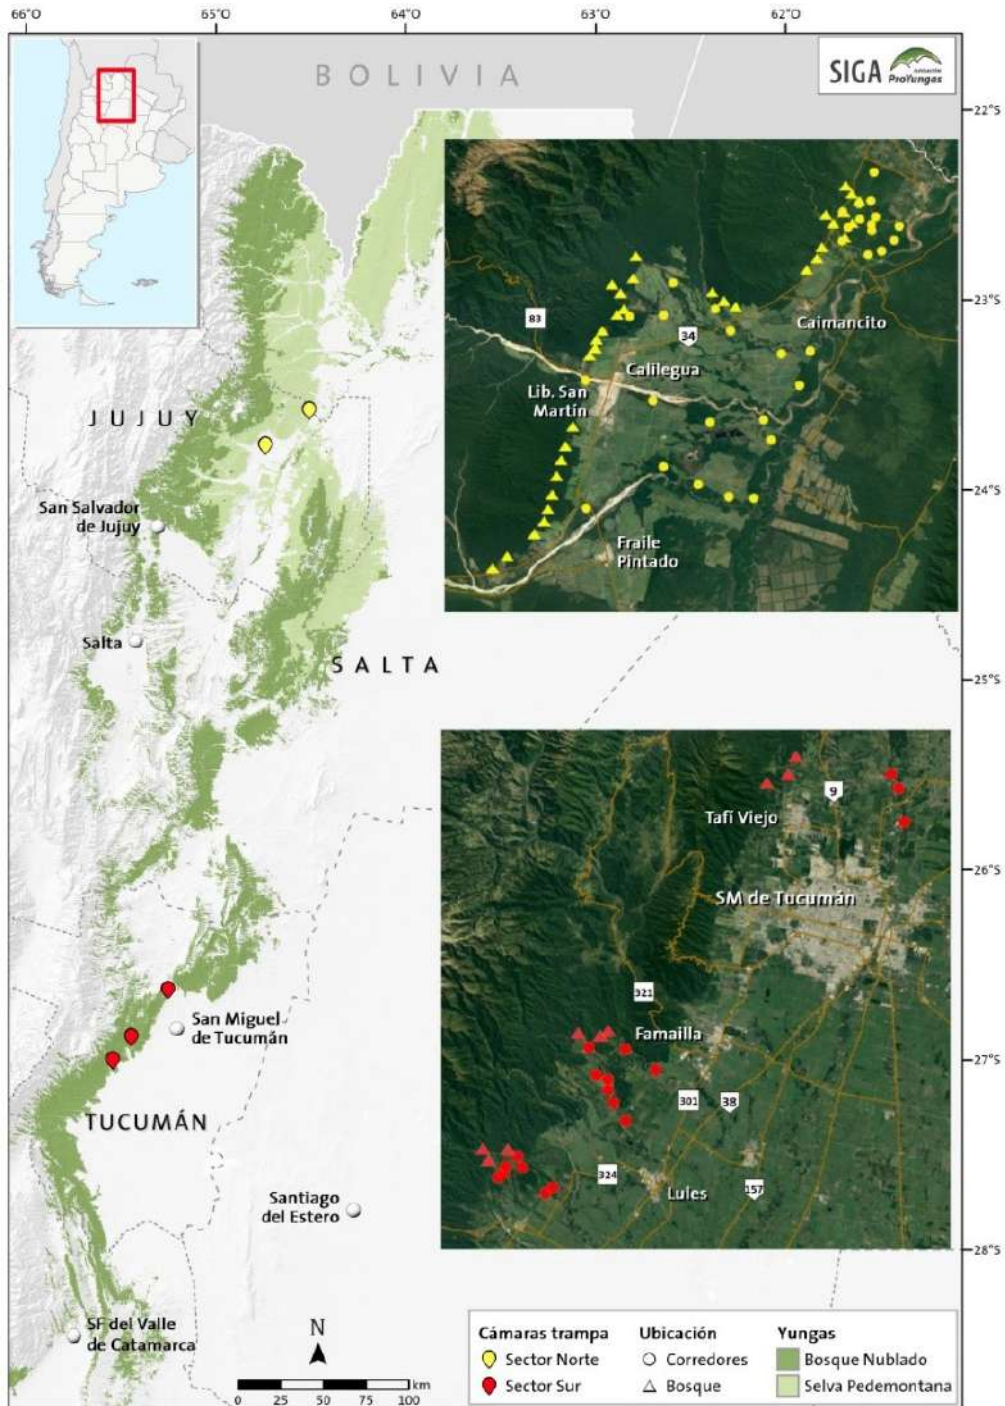 66°O
65°O
64°O
63°O
62°O
BOLIVIA
SIGA
fundación
ProYungas
22°S
23°S
24°S
25°S
26°S
27°S
28°S
83
34
Caimancito
Calilegua
Lib. San
Martín
Fraile
Pintado
JUJUY
San Salvador
de Jujuy
Salta
SALTA
9
Tafí Viejo
SM de Tucumán
321
Famailla
301
38
324
Lules
157
San Miguel
de Tucumán
TUCUMÁN
Santiago
del Estero
SF del Valle
de Catamarca
N
km
0
25
50
75
100
Cámaras trampa
Sector Norte
Sector Sur
Ubicación
Corredores
Bosque
Yungas
Bosque Nublado
Selva Pedemontana